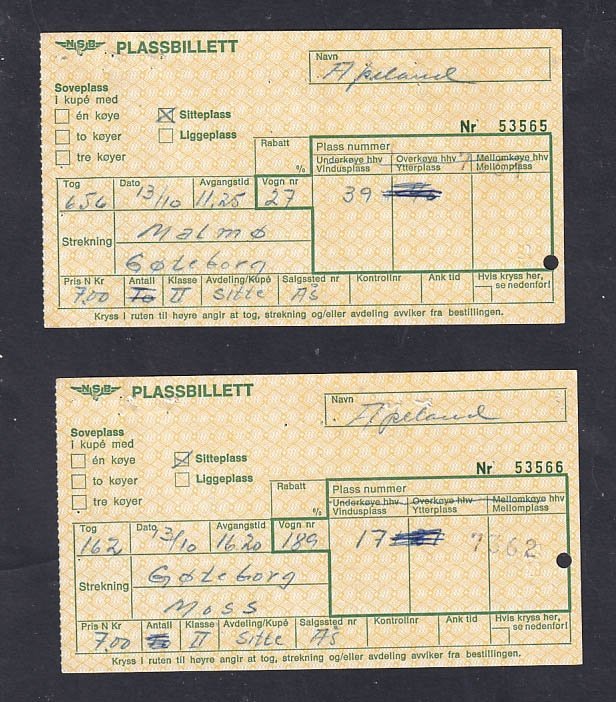 NSB PLASSBILLETT
Navn
Apeland
Soveplass
i kupé med
én køye
Sitteplass
to køyer
Liggeplass
tre køyer
Nr 53565
Rabatt
%
Plass nummer
Underkøye hhv Vindusplass
Overkøye hhv Ytterplass
Mellomkøye hhv Mellomplass
Tog Dato Avgangstid Vogn nr
656 13/10 11,25 27 39
Strekning
Malmø
Gøteborg
Pris N Kr Antall Klasse Avdeling/Kupé Salgssted nr Kontrollnr Ank tid Hvis kryss her, se nedenfor!
7,00 To II Sitte Ås
Kryss i ruten til høyre angir at tog, strekning og/eller avdeling avviker fra bestillingen.
NSB PLASSBILLETT
Navn
Apeland
Soveplass
i kupé med
én køye
Sitteplass
to køyer
Liggeplass
tre køyer
Nr 53566
Rabatt
%
Plass nummer
Underkøye hhv Vindusplass
Overkøye hhv Ytterplass
Mellomkøye hhv Mellomplass
Tog Dato Avgangstid Vogn nr
162 13/10 16.20 189 17 7362
Strekning
Gøteborg
Moss
Pris N Kr Antall Klasse Avdeling/Kupé Salgssted nr Kontrollnr Ank tid Hvis kryss her, se nedenfor!
7,00 II Sitte Ås
Kryss i ruten til høyre angir at tog, strekning og/eller avdeling avviker fra bestillingen.